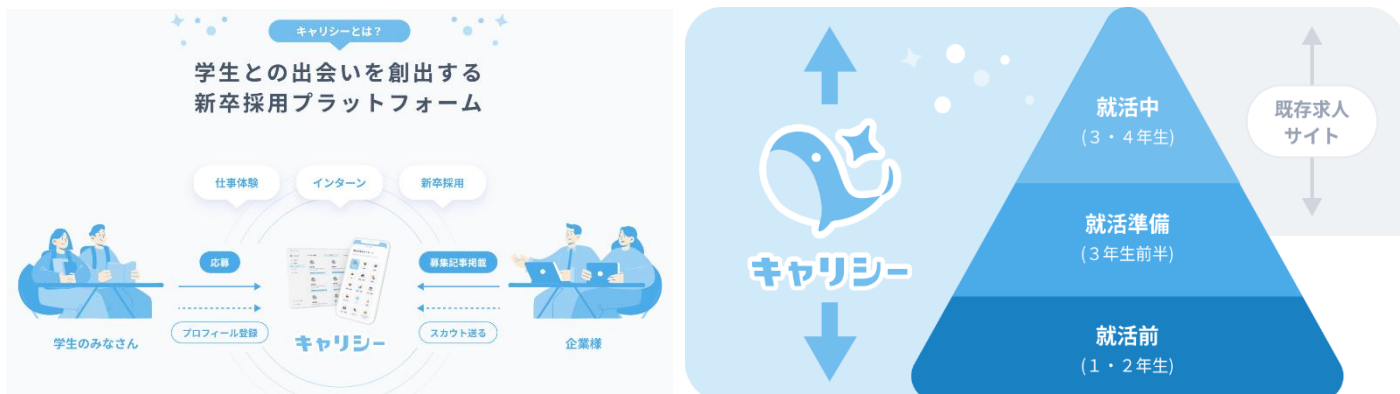 キャリシーとは？
学生との出会いを創出する
新卒採用プラットフォーム
仕事体験
インターン
新卒採用
応募
プロフィール登録
募集記事掲載
スカウト送る
学生のみなさん
キャリシー
企業様
キャリシー
就活中
(３・４年生)
就活準備
(３年生前半)
就活前
(１・２年生)
既存求人
サイト